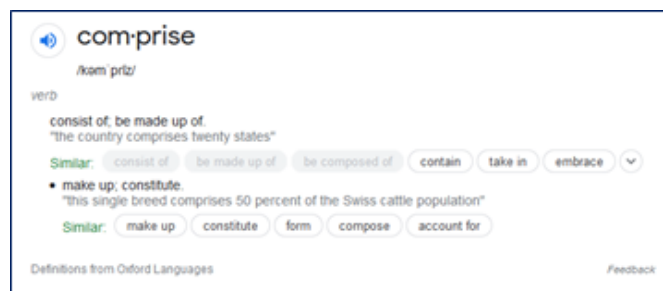 com·prise
/kəmˈprīz/
verb
consist of; be made up of.
"the country comprises twenty states"
Similar: consist of be made up of be composed of contain take in embrace
• make up; constitute.
"this single breed comprises 50 percent of the Swiss cattle population"
Similar: make up constitute form compose account for
Definitions from Oxford Languages Feedback